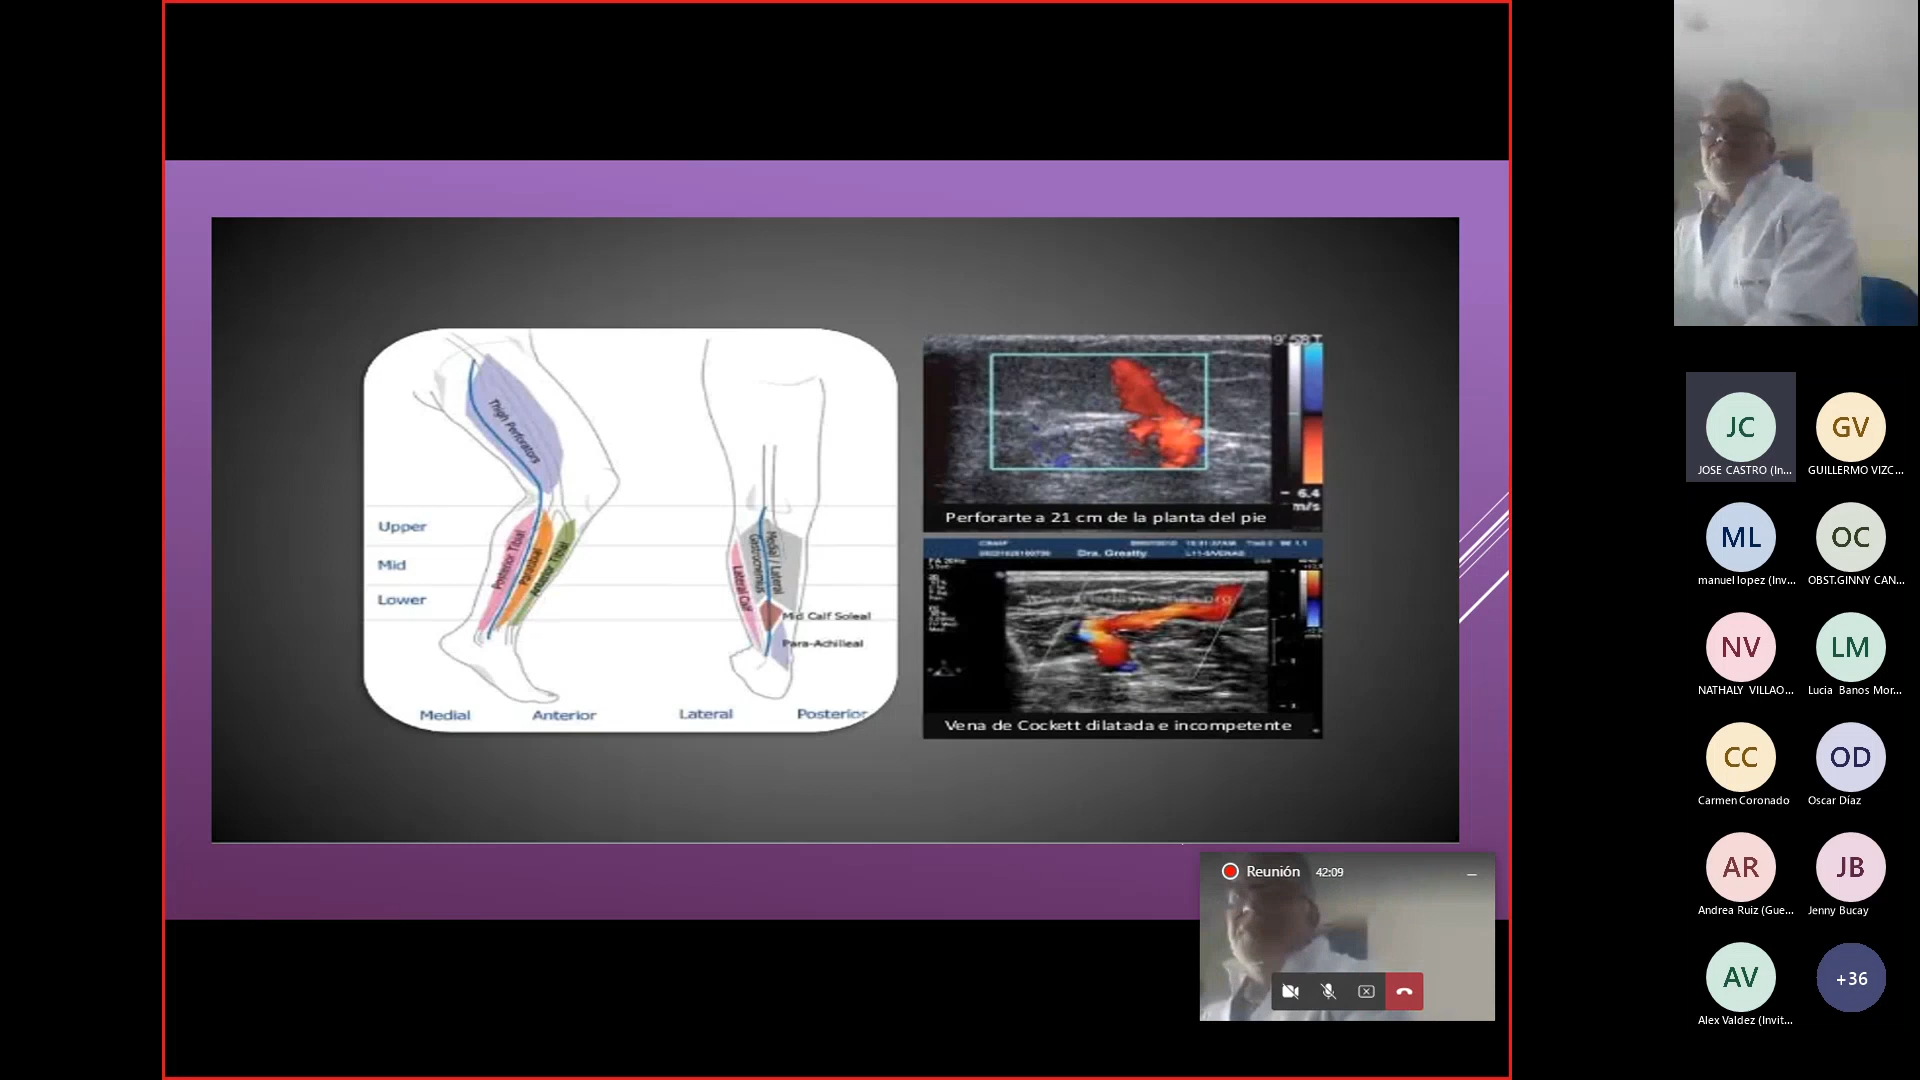 Thigh Perforators
Upper
Mid
Lower
Posterior Tibial
Paratibial
Anterior Tibial
Lateral Calf
Medial / Lateral
Gastrocnemius
Mid Calf Soleal
Para-Achilleal
Medial
Anterior
Lateral
Posterior
- 6.4
m/s
Perforarte a 21 cm de la planta del pie
Dra. Greatty
Vena de Cockett dilatada e incompetente
Reunión 42:09
JC
JOSE CASTRO (In...
GV
GUILLERMO VIZC...
ML
manuel lopez (Inv...
OC
OBST.GINNY CAN...
NV
NATHALY VILLAO...
LM
Lucia Banos Mor...
CC
Carmen Coronado
OD
Oscar Díaz
AR
Andrea Ruiz (Gue...
JB
Jenny Bucay
AV
Alex Valdez (Invit...
+36